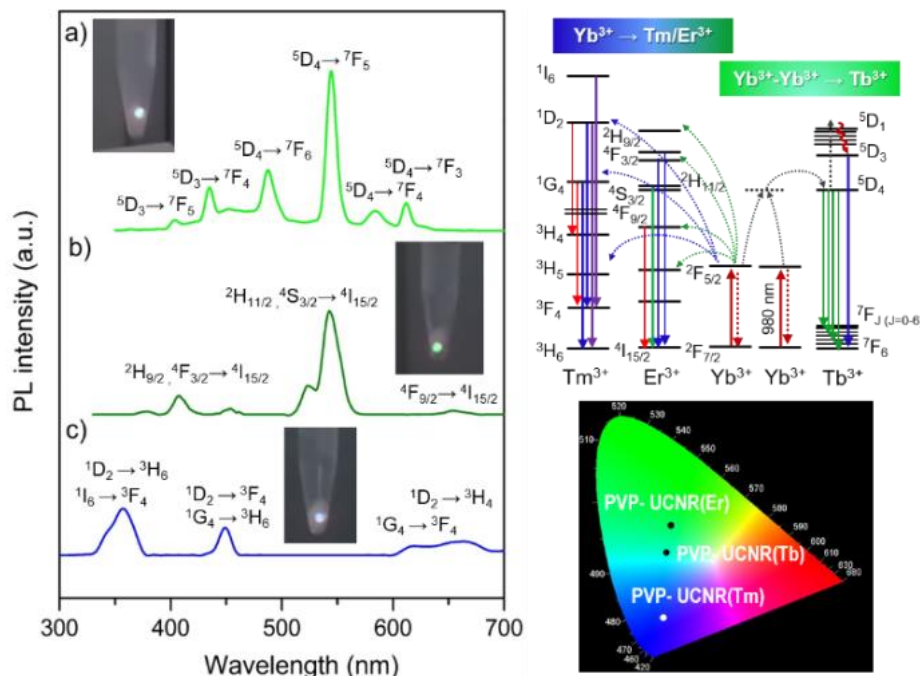 a)
⁵D₄→⁷F₅
⁵D₄→⁷F₆
⁵D₃→⁷F₄
⁵D₃→⁷F₅
⁵D₄→⁷F₃
⁵D₄→⁷F₄
b)
²H₁₁/₂ ,⁴S₃/₂→⁴I₁₅/₂
²H₉/₂ ,⁴F₃/₂→⁴I₁₅/₂
⁴F₉/₂→⁴I₁₅/₂
c)
¹D₂→³H₆
¹I₆→³F₄
¹D₂→³F₄
¹G₄→³H₆
¹D₂→³H₄
¹G₄→³F₄
PL intensity (a.u.)
300 400 500 600 700
Wavelength (nm)
Yb³⁺ → Tm/Er³⁺
Yb³⁺-Yb³⁺ → Tb³⁺
¹I₆
¹D₂
¹G₄
³H₄
³H₅
³F₄
³H₆
²H₉/₂
⁴F₃/₂
²H₁₁/₂
⁴S₃/₂
⁴F₉/₂
⁴I₁₅/₂
²F₅/₂
²F₇/₂
980 nm
⁵D₁
⁵D₃
⁵D₄
⁷F J (J=0-6
⁷F₆
Tm³⁺ Er³⁺ Yb³⁺ Yb³⁺ Tb³⁺
520
530
540
510
550
560
570
580
590
600
610
630
680
490
480
470
460
420
PVP- UCNR(Er)
PVP- UCNR(Tb)
PVP- UCNR(Tm)